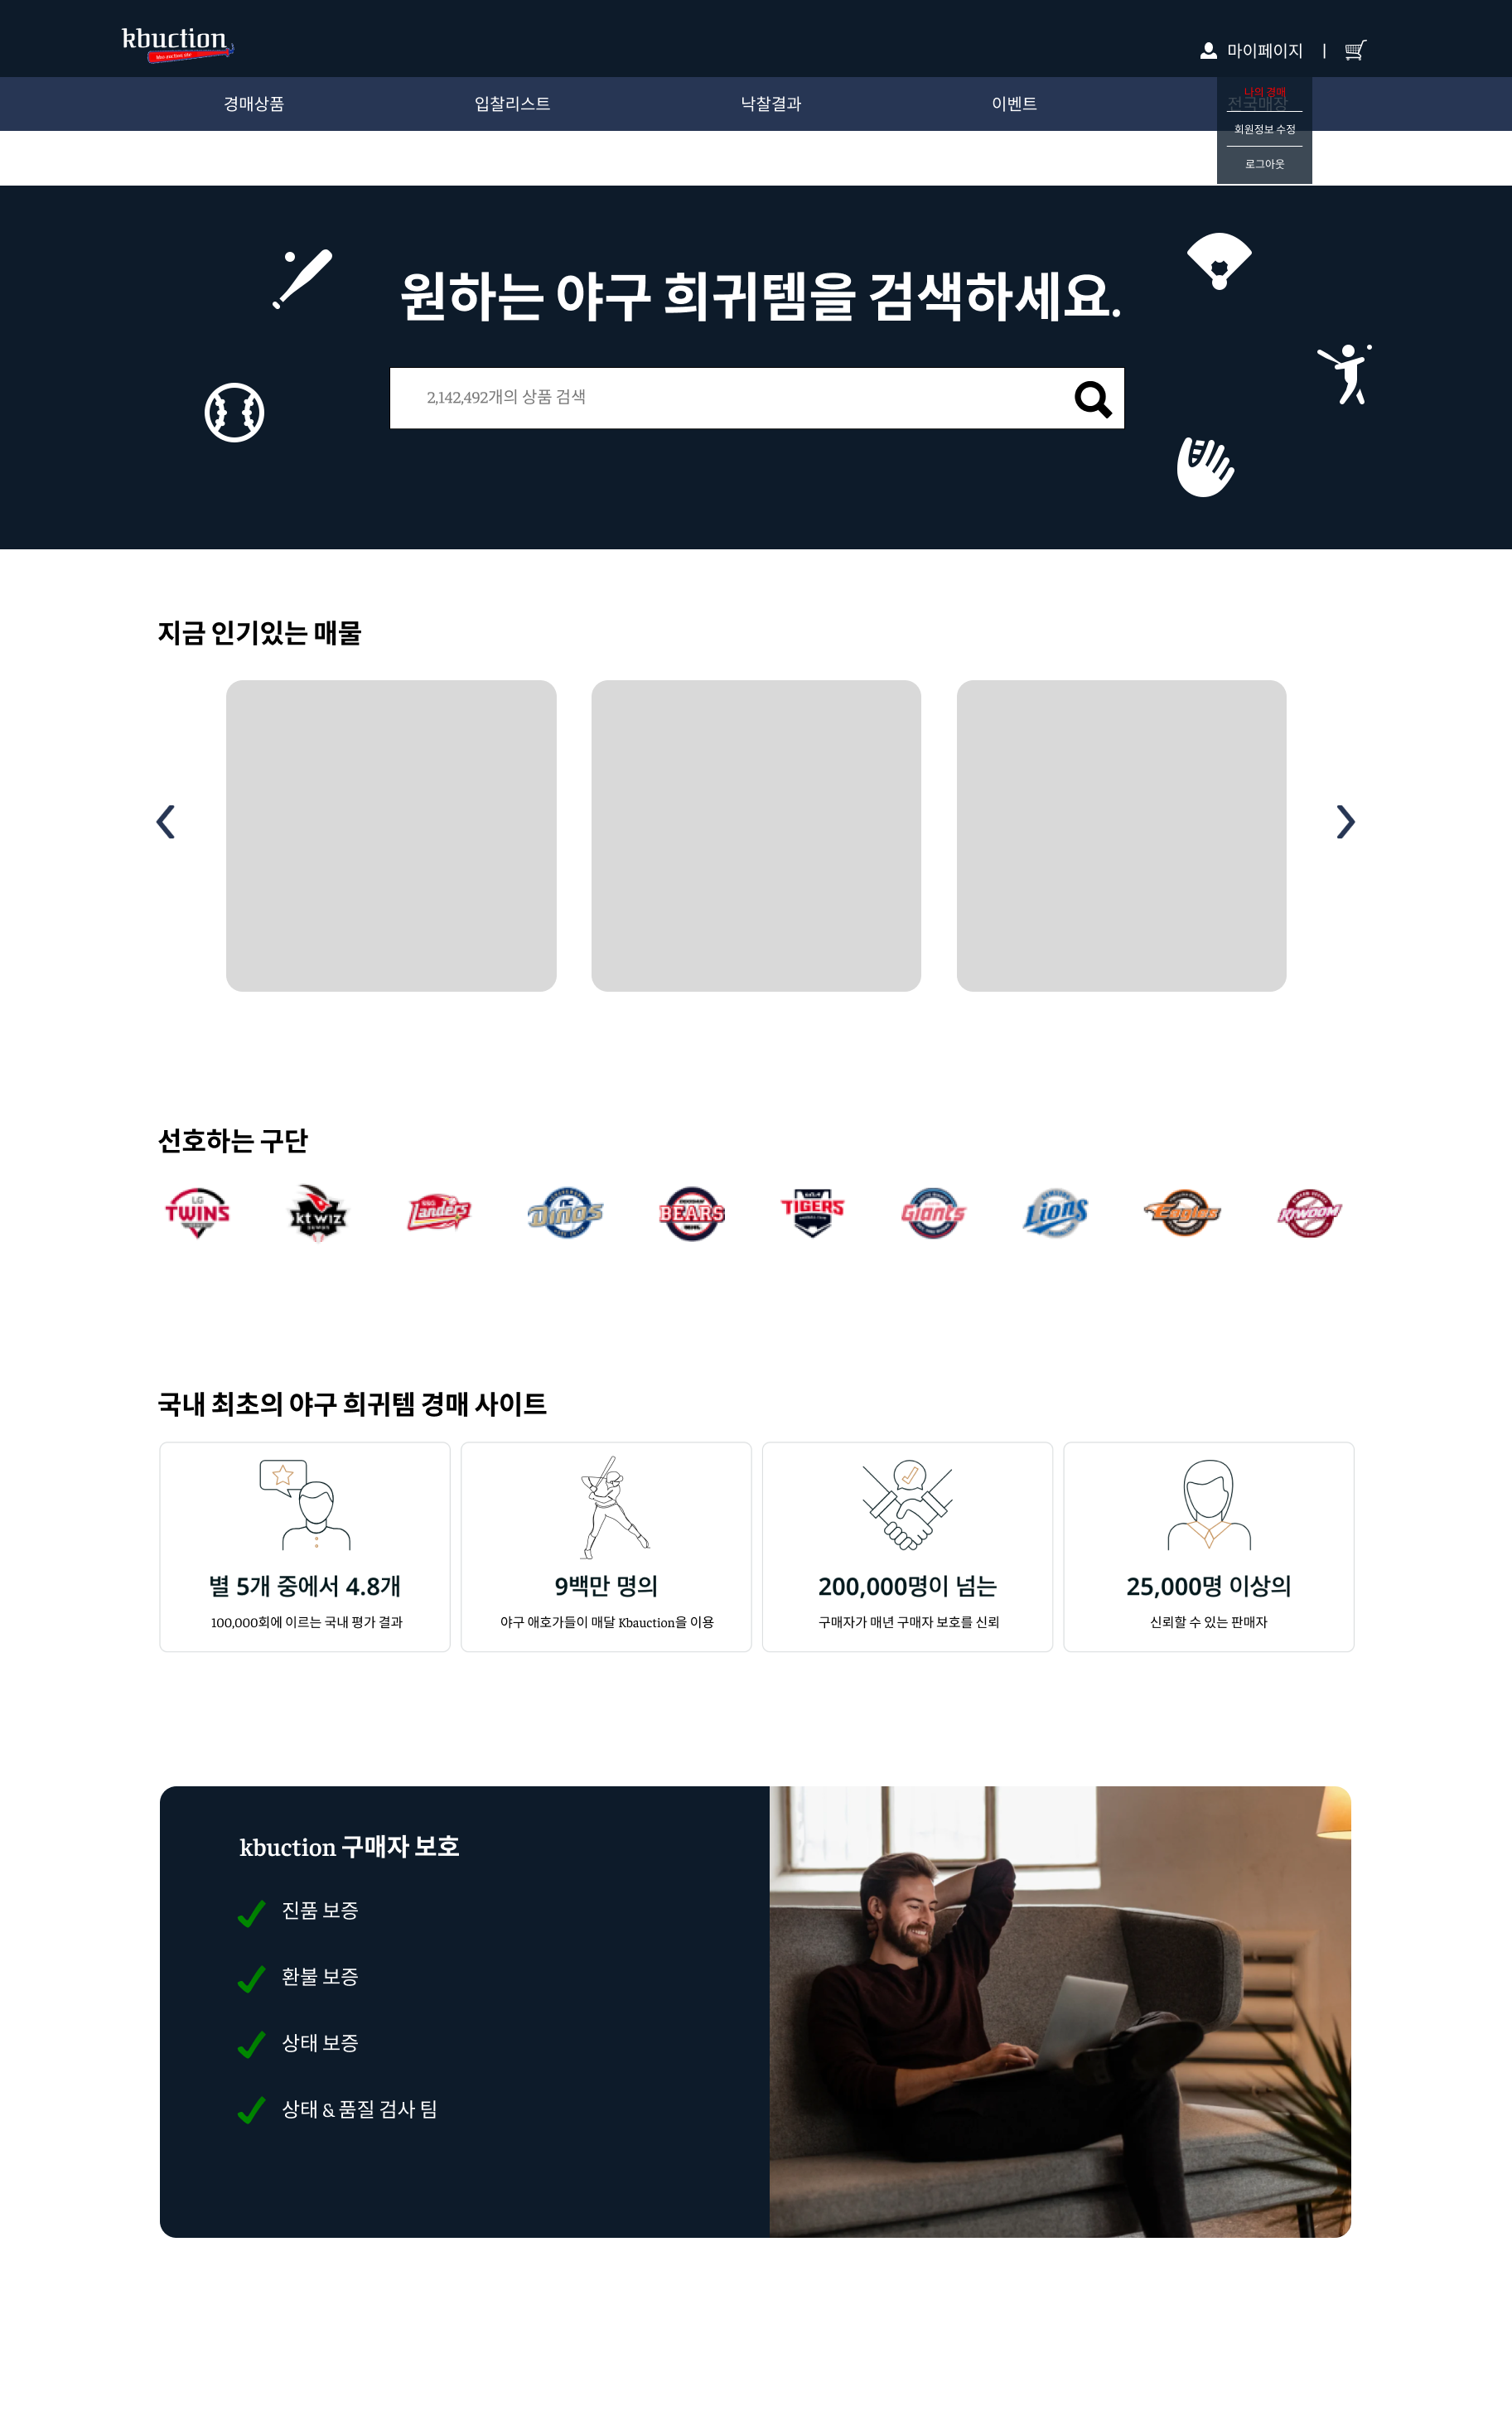 kbuction
마이페이지 |
경매상품 입찰리스트 낙찰결과 이벤트 전국매장
나의 경매
회원정보 수정
로그아웃
원하는 야구 희귀템을 검색하세요.
2,142,492개의 상품 검색
지금 인기있는 매물
선호하는 구단
LG TWINS
kt wiz
SSG Landers
NC Dinos
DOOSAN BEARS
TIGERS
Giants
SAMSUNG Lions
Eagles
KIWOOM
국내 최초의 야구 희귀템 경매 사이트
별 5개 중에서 4.8개
100,000회에 이르는 국내 평가 결과
9백만 명의
야구 애호가들이 매달 Kbauction을 이용
200,000명이 넘는
구매자가 매년 구매자 보호를 신뢰
25,000명 이상의
신뢰할 수 있는 판매자
kbuction 구매자 보호
진품 보증
환불 보증
상태 보증
상태 & 품질 검사 팀